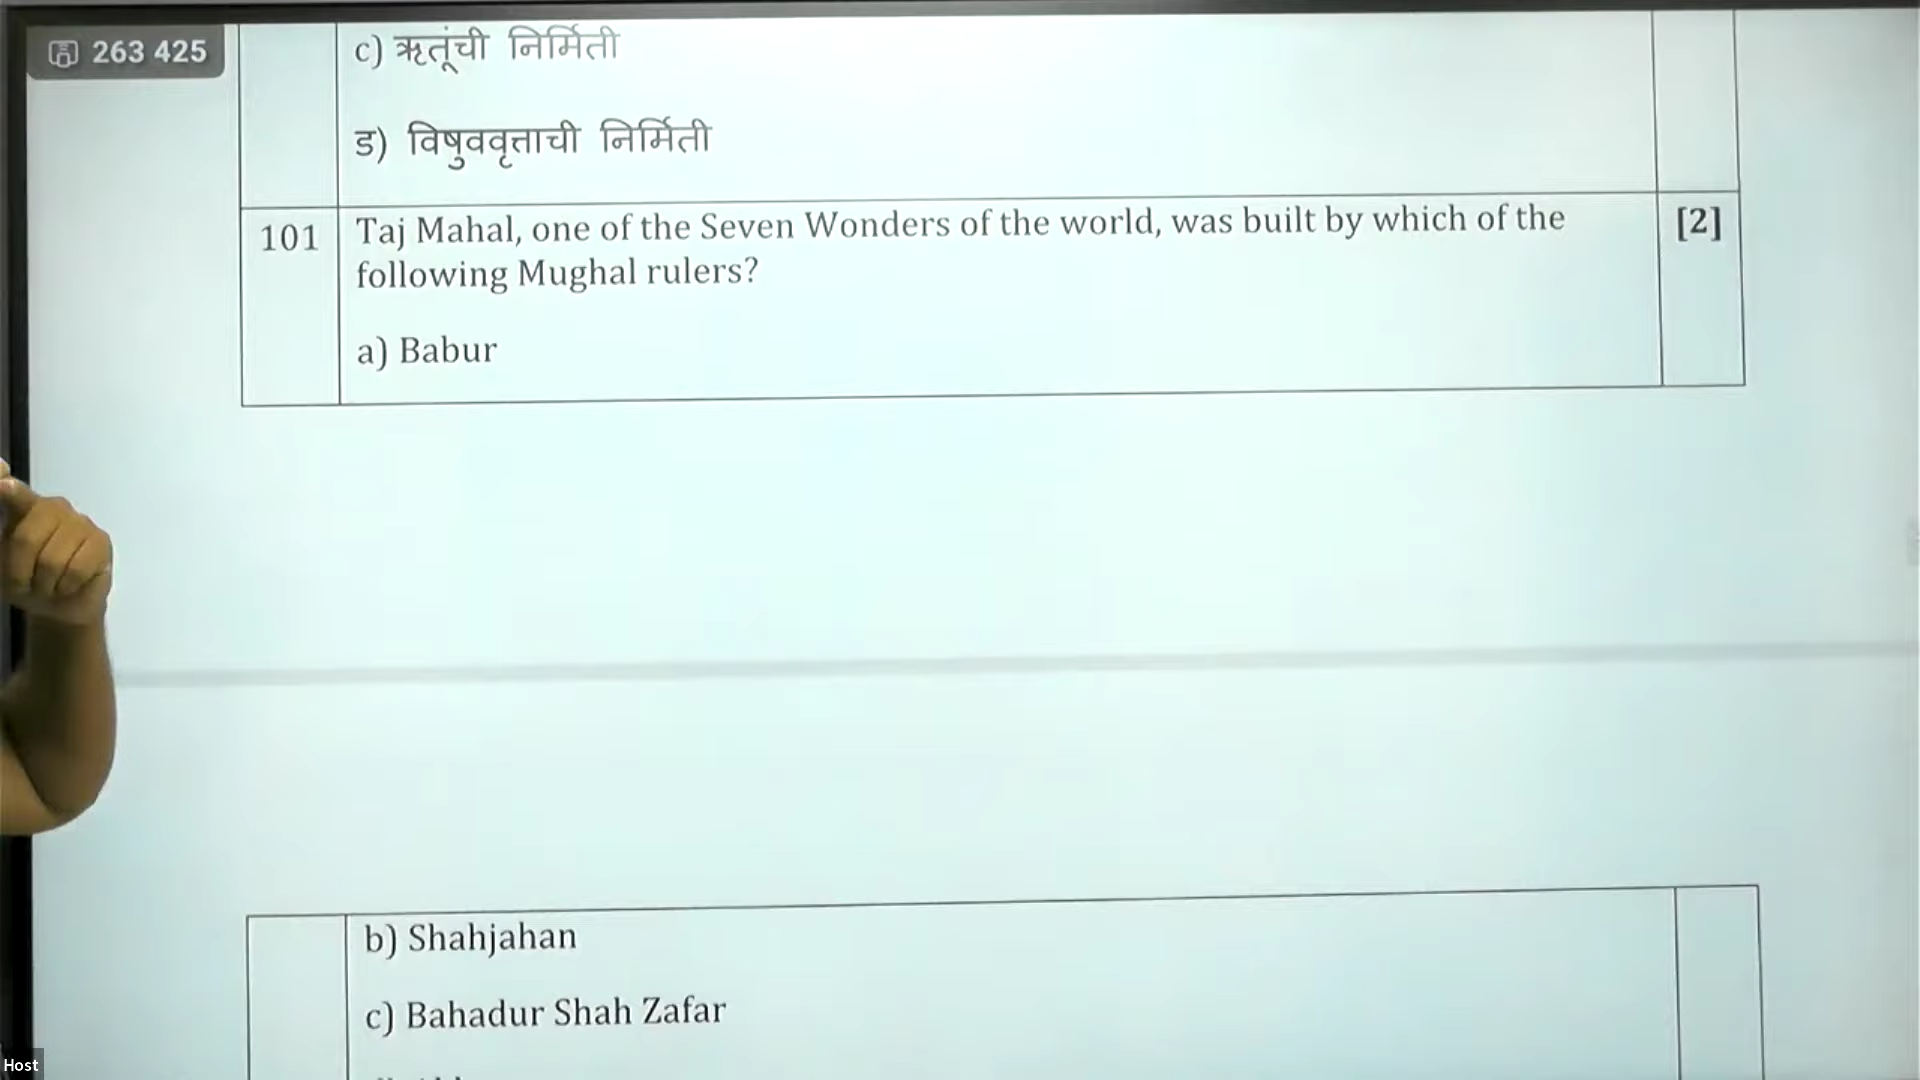 263 425
c) ऋतूंची निर्मिती
ड) विषुववृत्ताची निर्मिती
101
Taj Mahal, one of the Seven Wonders of the world, was built by which of the
[2]
following Mughal rulers?
a) Babur
b) Shahjahan
c) Bahadur Shah Zafar
Host